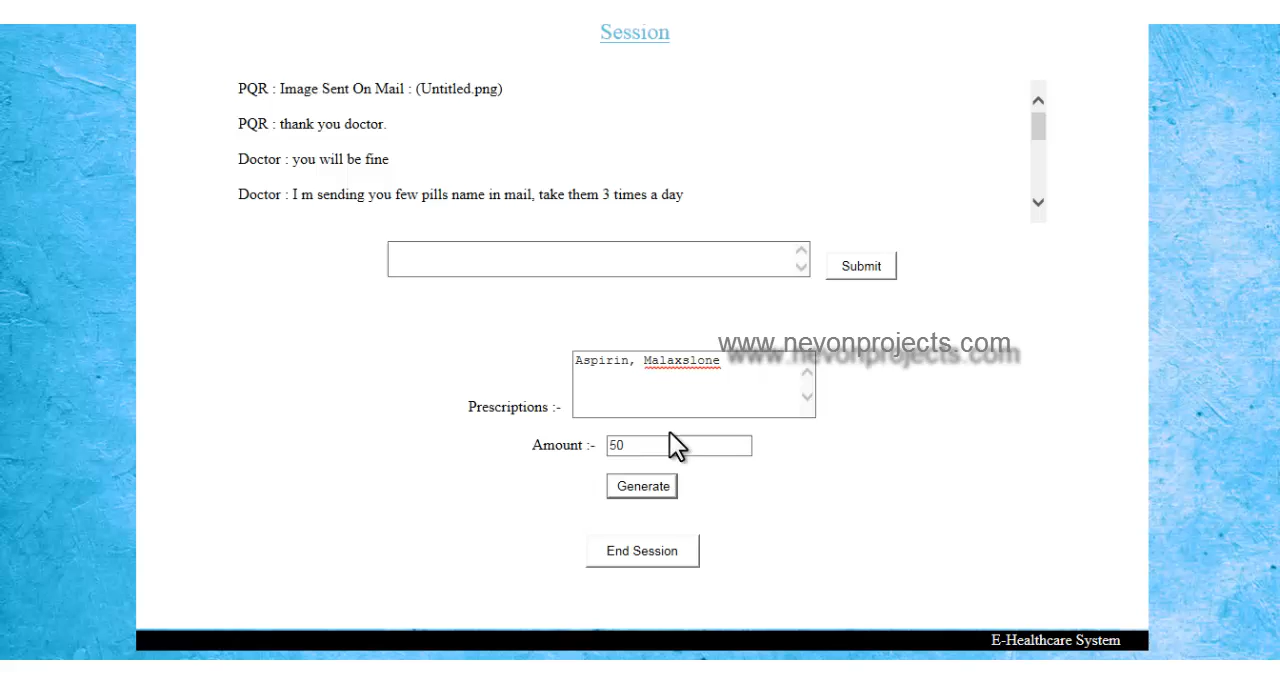 Session
PQR : Image Sent On Mail : (Untitled.png)
PQR : thank you doctor.
Doctor : you will be fine
Doctor : I m sending you few pills name in mail, take them 3 times a day
Submit
www.nevonprojects.com
Aspirin, Malaxslone
Prescriptions :-
Amount :- 50
Generate
End Session
E-Healthcare System